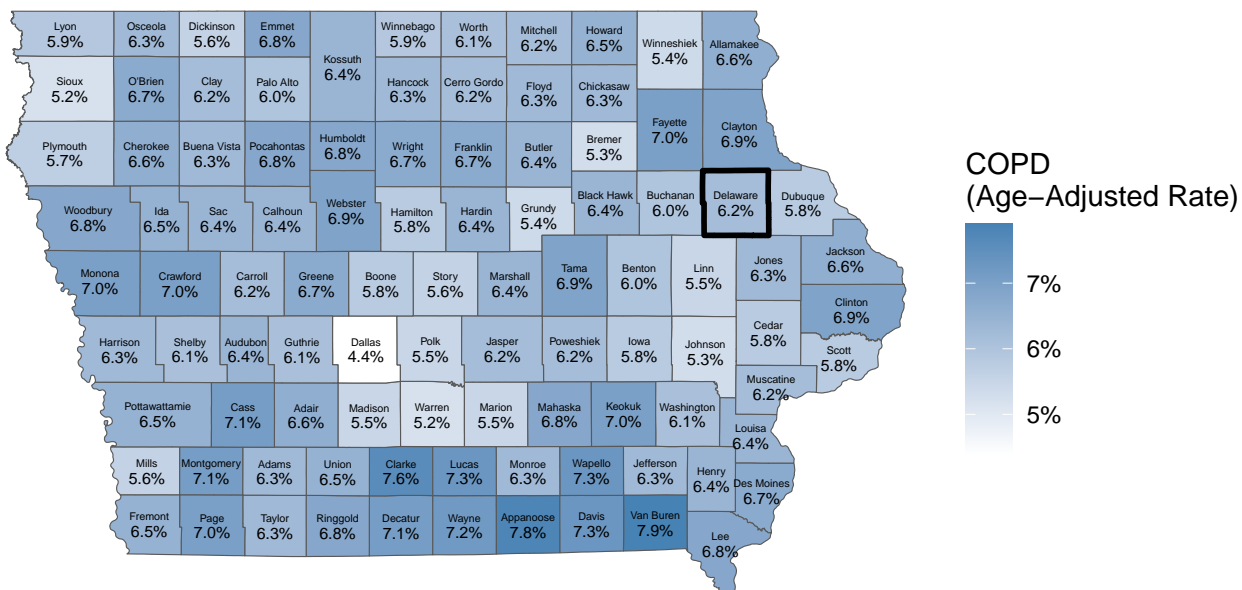 Lyon
5.9%
Osceola
6.3%
Dickinson
5.6%
Emmet
6.8%
Kossuth
6.4%
Winnebago
5.9%
Worth
6.1%
Mitchell
6.2%
Howard
6.5%
Winneshiek
5.4%
Allamakee
6.6%
Sioux
5.2%
O'Brien
6.7%
Clay
6.2%
Palo Alto
6.0%
Hancock
6.3%
Cerro Gordo
6.2%
Floyd
6.3%
Chickasaw
6.3%
Fayette
7.0%
Clayton
6.9%
Plymouth
5.7%
Cherokee
6.6%
Buena Vista
6.3%
Pocahontas
6.8%
Humboldt
6.8%
Wright
6.7%
Franklin
6.7%
Butler
6.4%
Bremer
5.3%
Woodbury
6.8%
Ida
6.5%
Sac
6.4%
Calhoun
6.4%
Webster
6.9%
Hamilton
5.8%
Hardin
6.4%
Grundy
5.4%
Black Hawk
6.4%
Buchanan
6.0%
Delaware
6.2%
Dubuque
5.8%
Monona
7.0%
Crawford
7.0%
Carroll
6.2%
Greene
6.7%
Boone
5.8%
Story
5.6%
Marshall
6.4%
Tama
6.9%
Benton
6.0%
Linn
5.5%
Jones
6.3%
Jackson
6.6%
Clinton
6.9%
Harrison
6.3%
Shelby
6.1%
Audubon
6.4%
Guthrie
6.1%
Dallas
4.4%
Polk
5.5%
Jasper
6.2%
Poweshiek
6.2%
Iowa
5.8%
Johnson
5.3%
Cedar
5.8%
Scott
5.8%
Muscatine
6.2%
Pottawattamie
6.5%
Cass
7.1%
Adair
6.6%
Madison
5.5%
Warren
5.2%
Marion
5.5%
Mahaska
6.8%
Keokuk
7.0%
Washington
6.1%
Louisa
6.4%
Mills
5.6%
Montgomery
7.1%
Adams
6.3%
Union
6.5%
Clarke
7.6%
Lucas
7.3%
Monroe
6.3%
Wapello
7.3%
Jefferson
6.3%
Henry
6.4%
Des Moines
6.7%
Fremont
6.5%
Page
7.0%
Taylor
6.3%
Ringgold
6.8%
Decatur
7.1%
Wayne
7.2%
Appanoose
7.8%
Davis
7.3%
Van Buren
7.9%
Lee
6.8%
COPD
(Age−Adjusted Rate)
7%
6%
5%